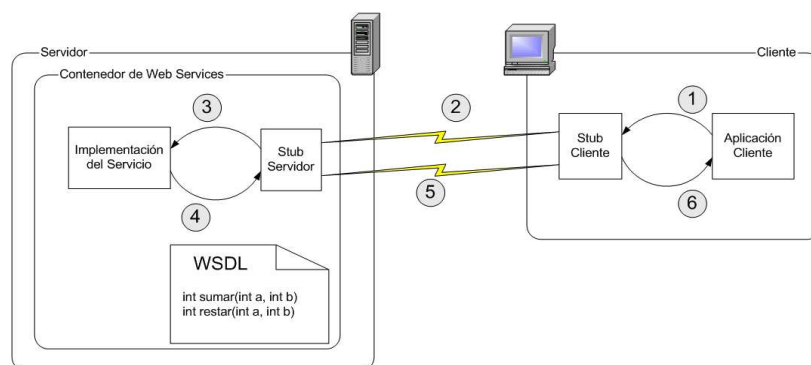 Servidor
Cliente
Contenedor de Web Services
3
2
1
Implementación
del Servicio
Stub
Servidor
Stub
Cliente
Aplicación
Cliente
4
5
6
WSDL
int sumar(int a, int b)
int restar(int a, int b)